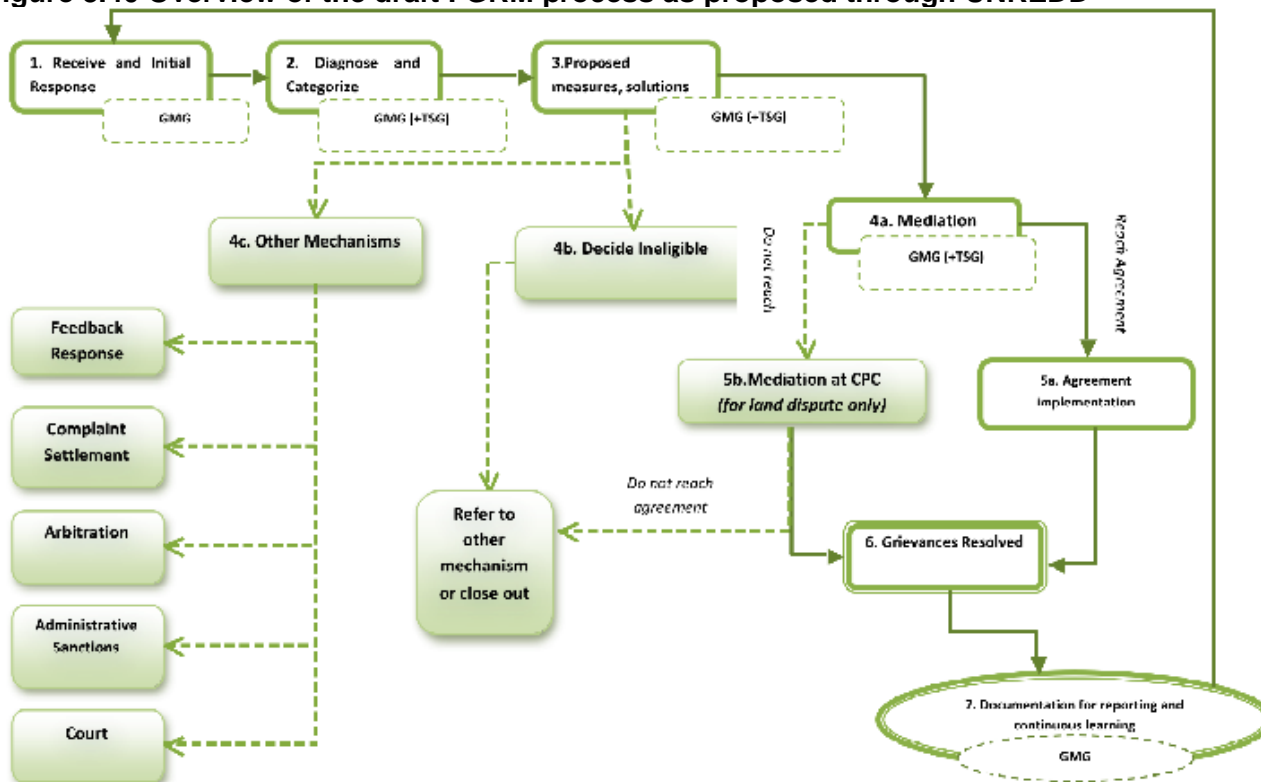 1. Receive and Initial
Response
GMG
2. Diagnose and
Categorize
GMG (+TSG)
3.Proposed
measures, solutions
GMG (+TSG)
4c. Other Mechanisms
4b. Decide Ineligible
4a. Mediation
GMG (+TSG)
Do not reach
Reach Agreement
Feedback
Response
Complaint
Settlement
Arbitration
Administrative
Sanctions
Court
5b.Mediation at CPC
(for land dispute only)
5a. Agreement
implementation
Do not reach
agreement
Refer to
other
mechanism
or close out
6. Grievances Resolved
7. Documentation for reporting and
continuous learning
GMG